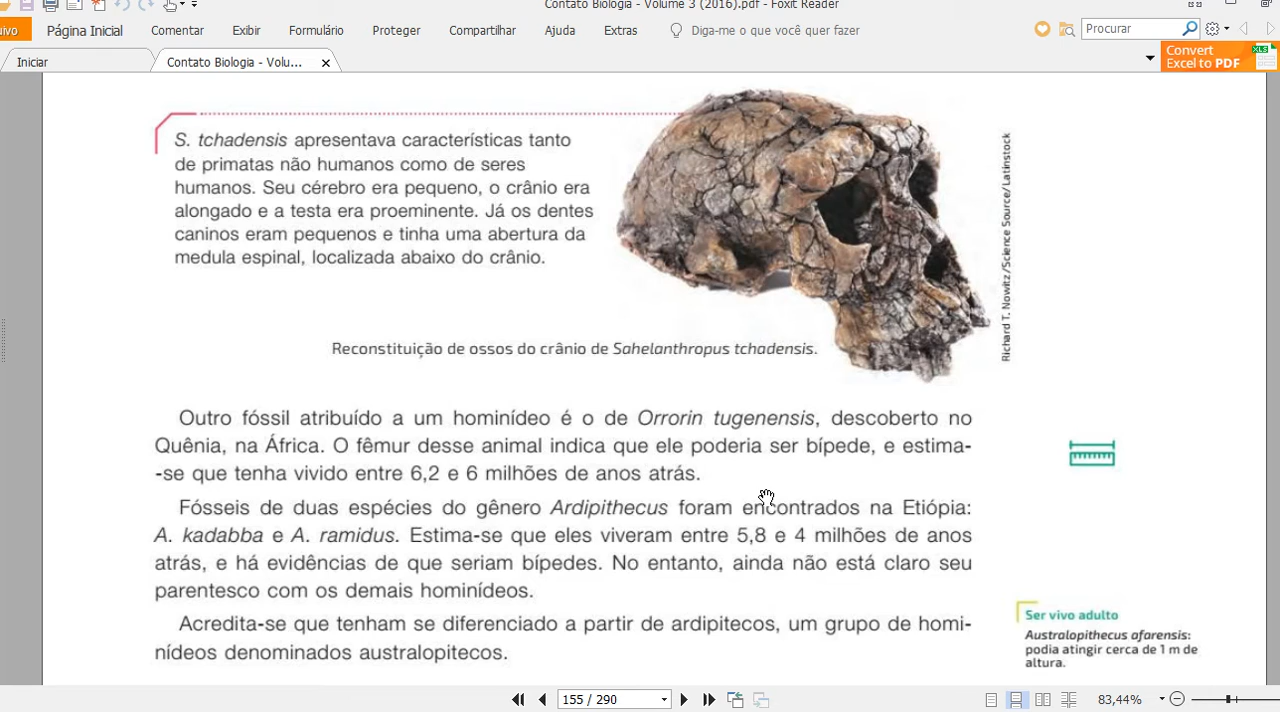 Contato Biologia - Volume 3 (2016).pdf - Foxit Reader
Página Inicial Comentar Exibir Formulário Proteger Compartilhar Ajuda Extras Diga-me o que você quer fazer Procurar
Iniciar Contato Biologia - Volu... x
Convert
Excel to PDF
XLS
S. tchadensis apresentava características tanto
de primatas não humanos como de seres
humanos. Seu cérebro era pequeno, o crânio era
alongado e a testa era proeminente. Já os dentes
caninos eram pequenos e tinha uma abertura da
medula espinal, localizada abaixo do crânio.
Richard T. Nowitz/Science Source/Latinstock
Reconstituição de ossos do crânio de Sahelanthropus tchadensis.
Outro fóssil atribuído a um hominídeo é o de Orrorin tugenensis, descoberto no
Quênia, na África. O fêmur desse animal indica que ele poderia ser bípede, e estima-
-se que tenha vivido entre 6,2 e 6 milhões de anos atrás.
Fósseis de duas espécies do gênero Ardipithecus foram encontrados na Etiópia:
A. kadabba e A. ramidus. Estima-se que eles viveram entre 5,8 e 4 milhões de anos
atrás, e há evidências de que seriam bípedes. No entanto, ainda não está claro seu
parentesco com os demais hominídeos.
Acredita-se que tenham se diferenciado a partir de ardipitecos, um grupo de homi-
nídeos denominados australopitecos.
Ser vivo adulto
Australopithecus afarensis:
podia atingir cerca de 1 m de
altura.
155 / 290 83,44%